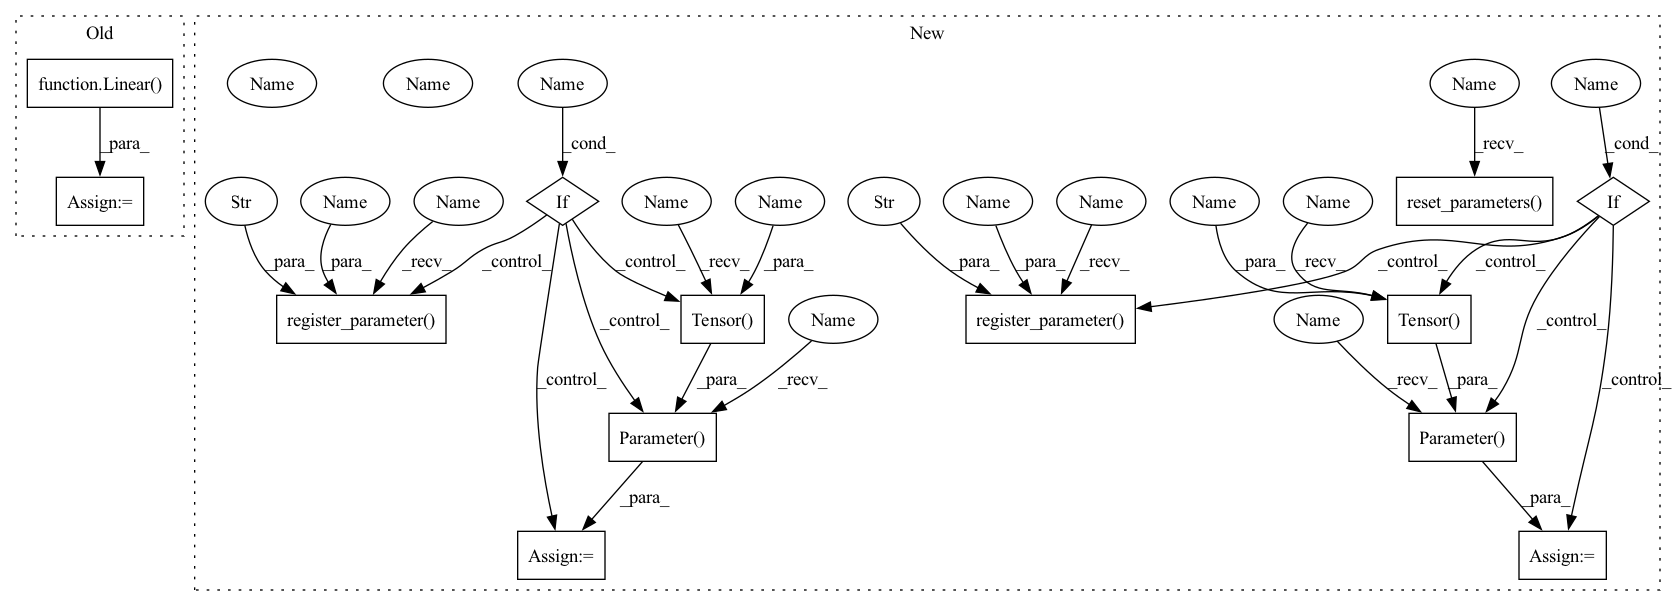 Old
New
function.Linear()
Name
Name
Name
Name
Name
_para_
_cond_
_recv_
_cond_
Assign:=
Str
Name
Name
If
Name
Name
Str
Name
Name
Name
Name
reset_parameters()
If
_para_
_para_
_recv_
_control_
_control_
_recv_
_para_
_para_
_para_
_recv_
_para_
_recv_
_control_
_control_
register_parameter()
_control_
Tensor()
Name
register_parameter()
Name
Tensor()
_control_
_control_
_para_
_recv_
_recv_
_para_
_control_
Parameter()
Parameter()
_para_
_para_
Assign:=
Assign:=